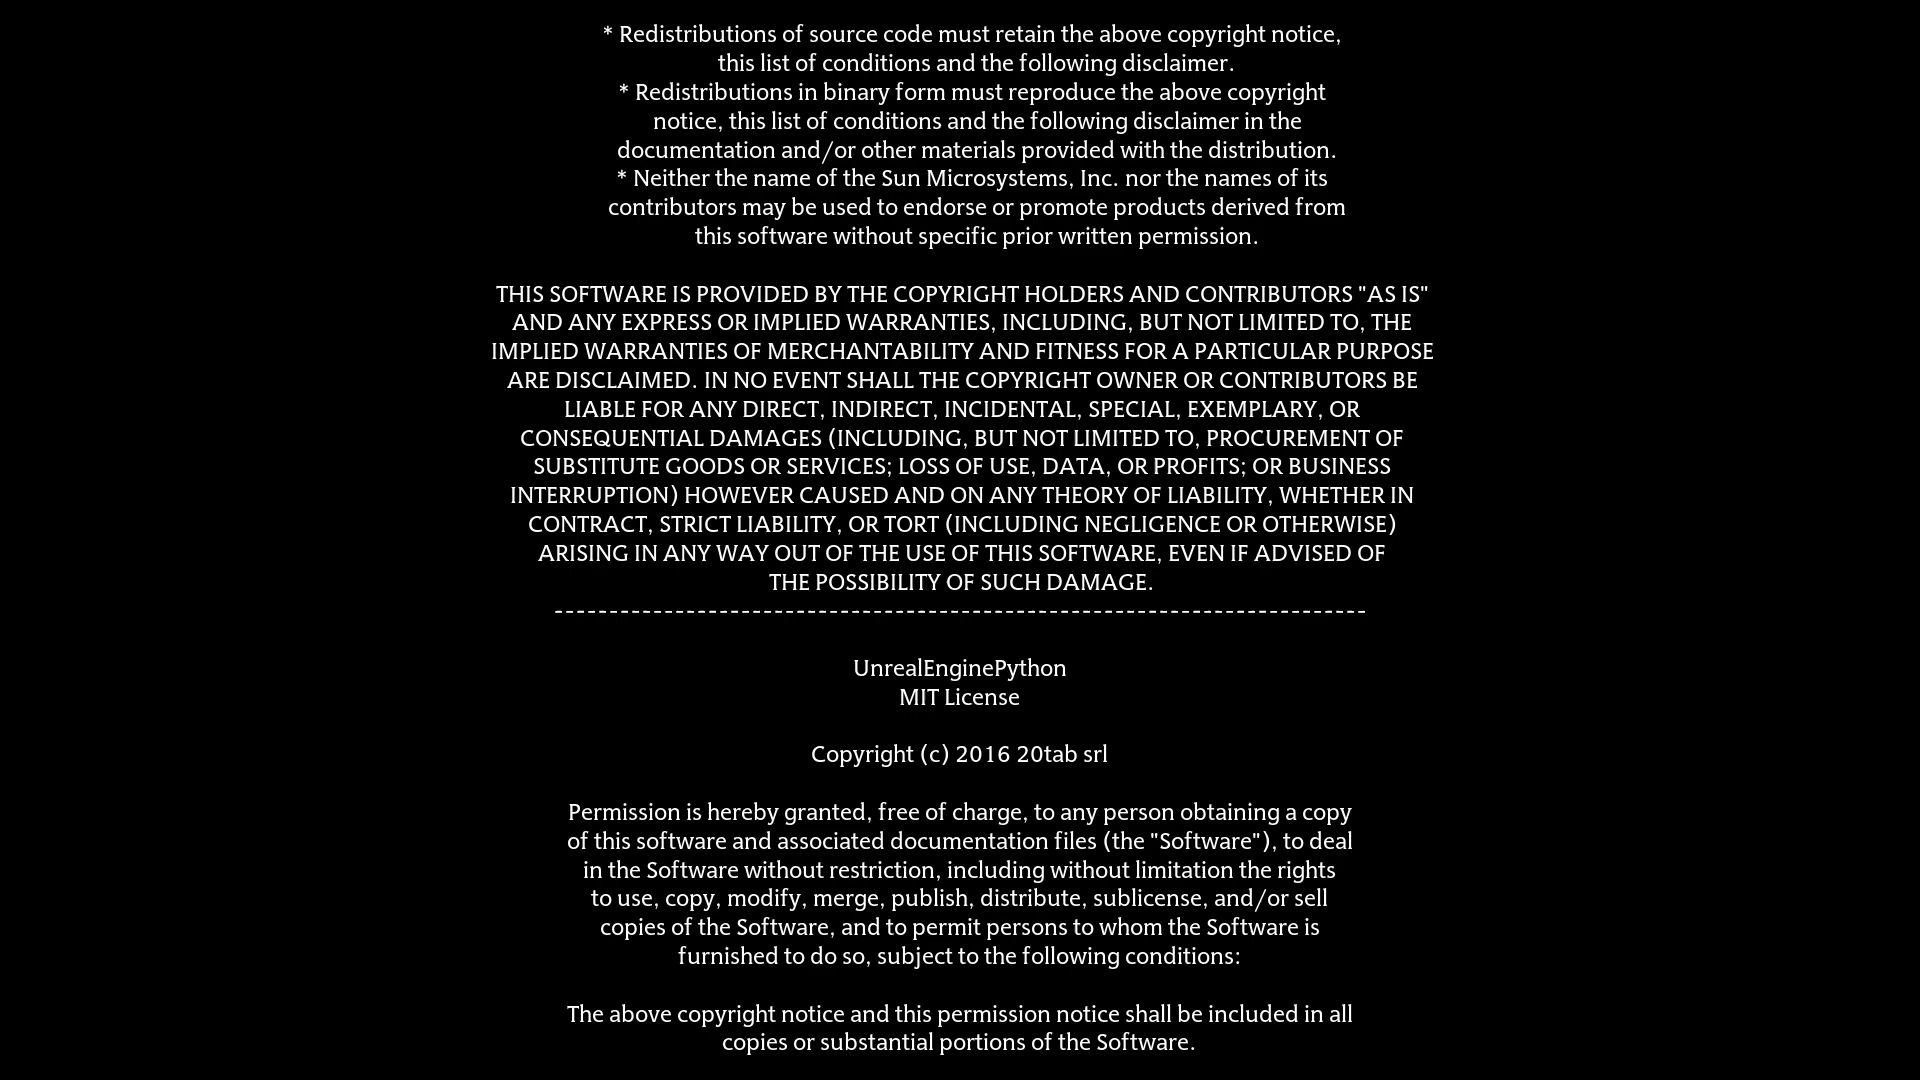 * Redistributions of source code must retain the above copyright notice,
this list of conditions and the following disclaimer.
* Redistributions in binary form must reproduce the above copyright
notice, this list of conditions and the following disclaimer in the
documentation and/or other materials provided with the distribution.
* Neither the name of the Sun Microsystems, Inc. nor the names of its
contributors may be used to endorse or promote products derived from
this software without specific prior written permission.
THIS SOFTWARE IS PROVIDED BY THE COPYRIGHT HOLDERS AND CONTRIBUTORS "AS IS"
AND ANY EXPRESS OR IMPLIED WARRANTIES, INCLUDING, BUT NOT LIMITED TO, THE
IMPLIED WARRANTIES OF MERCHANTABILITY AND FITNESS FOR A PARTICULAR PURPOSE
ARE DISCLAIMED. IN NO EVENT SHALL THE COPYRIGHT OWNER OR CONTRIBUTORS BE
LIABLE FOR ANY DIRECT, INDIRECT, INCIDENTAL, SPECIAL, EXEMPLARY, OR
CONSEQUENTIAL DAMAGES (INCLUDING, BUT NOT LIMITED TO, PROCUREMENT OF
SUBSTITUTE GOODS OR SERVICES; LOSS OF USE, DATA, OR PROFITS; OR BUSINESS
INTERRUPTION) HOWEVER CAUSED AND ON ANY THEORY OF LIABILITY, WHETHER IN
CONTRACT, STRICT LIABILITY, OR TORT (INCLUDING NEGLIGENCE OR OTHERWISE)
ARISING IN ANY WAY OUT OF THE USE OF THIS SOFTWARE, EVEN IF ADVISED OF
THE POSSIBILITY OF SUCH DAMAGE.
--------------------------------------------------------------------------
UnrealEnginePython
MIT License
Copyright (c) 2016 20tab srl
Permission is hereby granted, free of charge, to any person obtaining a copy
of this software and associated documentation files (the "Software"), to deal
in the Software without restriction, including without limitation the rights
to use, copy, modify, merge, publish, distribute, sublicense, and/or sell
copies of the Software, and to permit persons to whom the Software is
furnished to do so, subject to the following conditions:
The above copyright notice and this permission notice shall be included in all
copies or substantial portions of the Software.